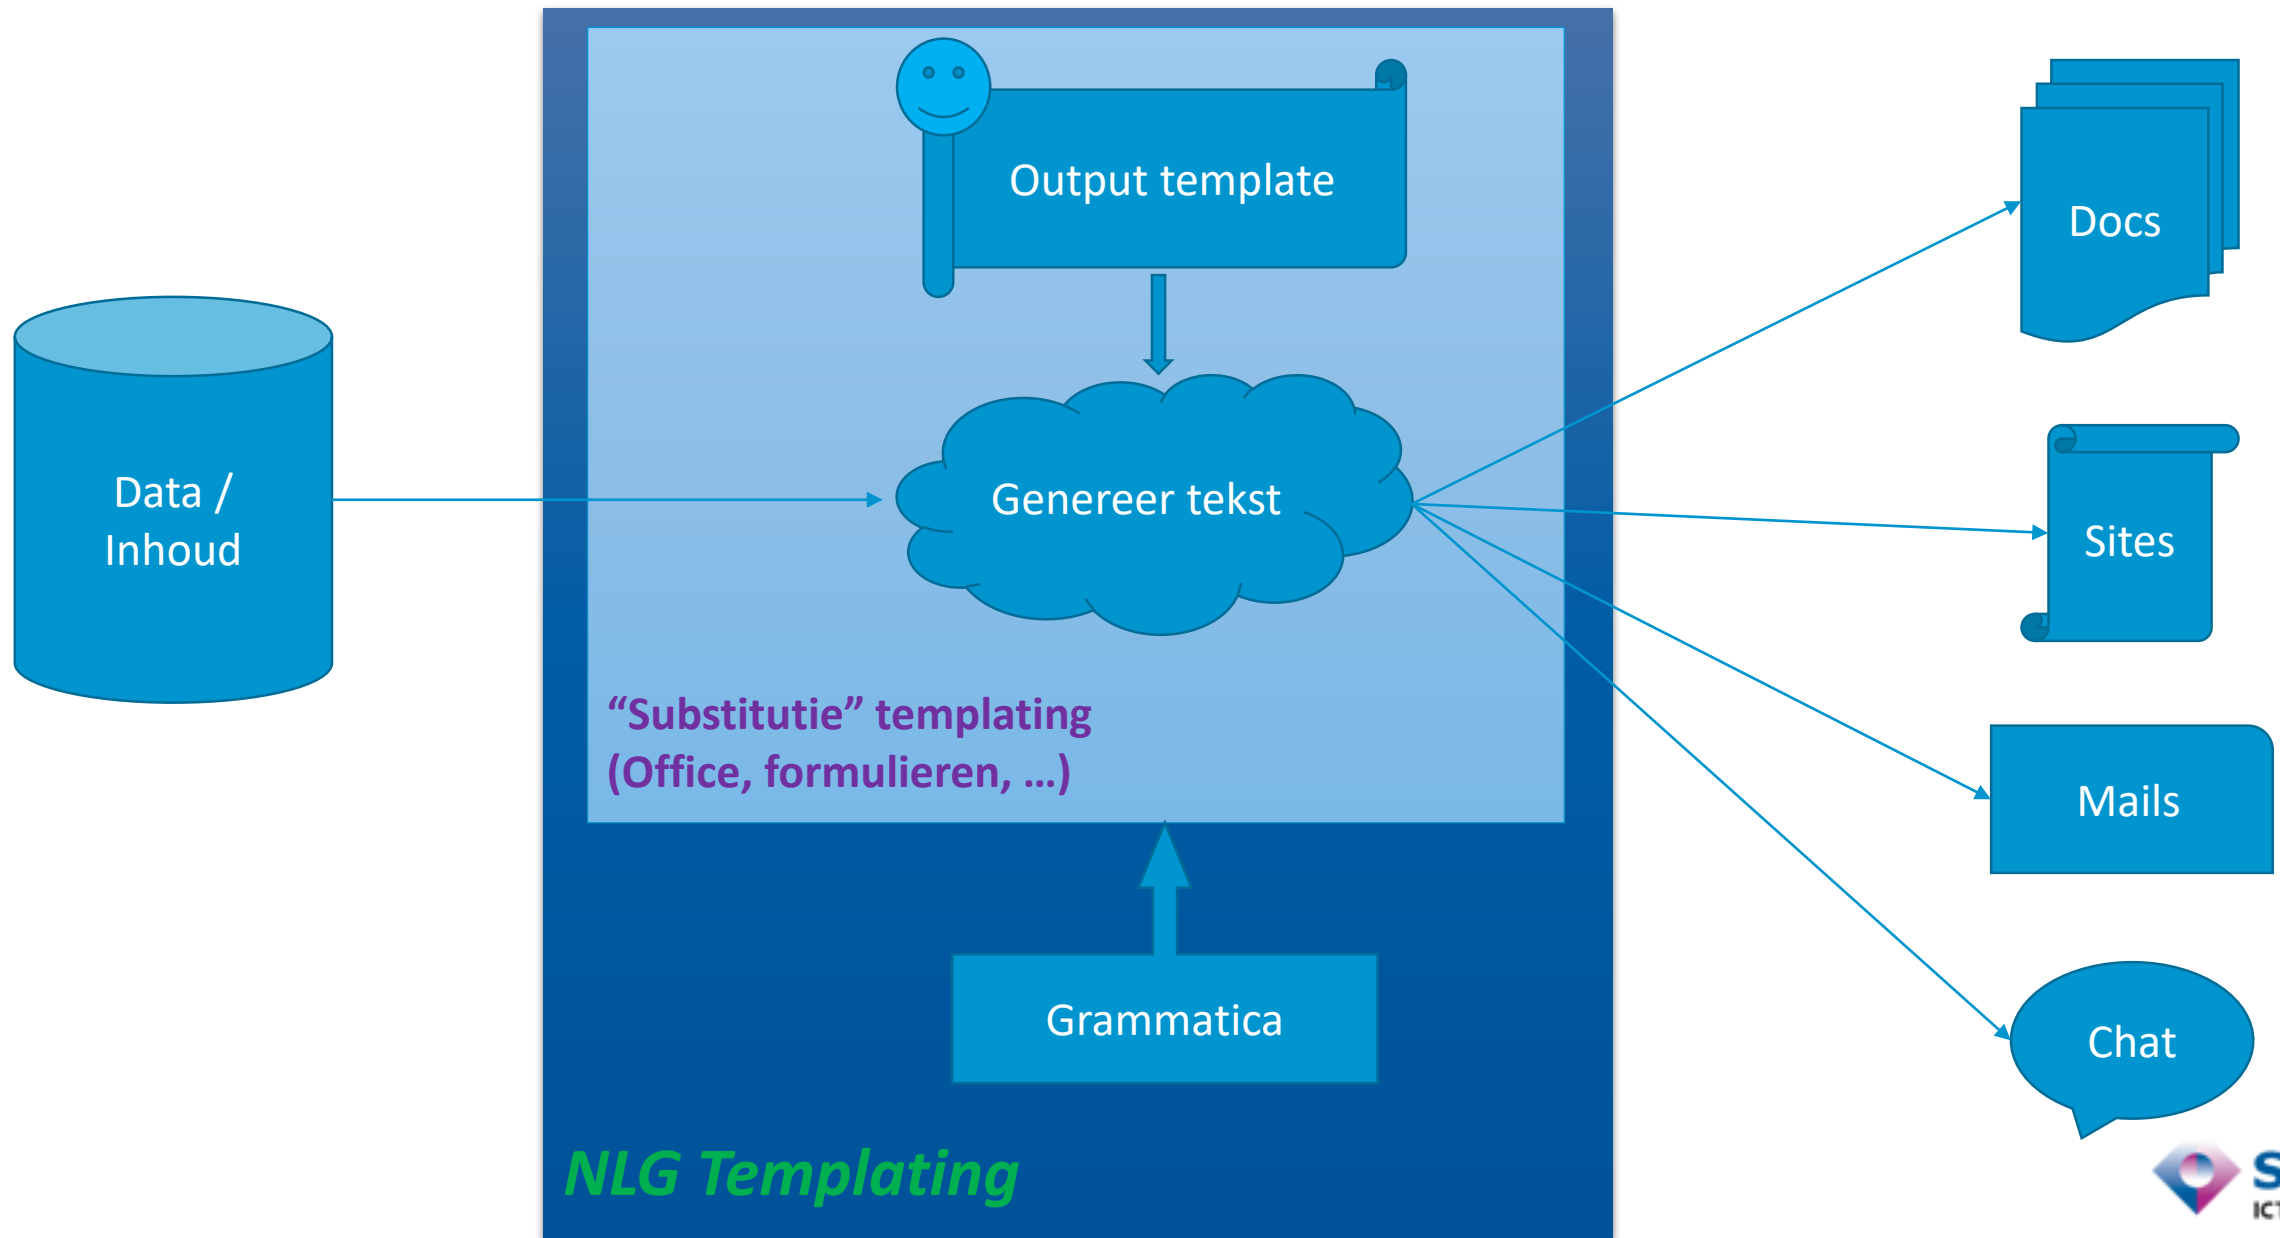 Output template
Docs
Data /
Inhoud
Genereer tekst
Sites
“Substitutie” templating
(Office, formulieren, ...)
Mails
Grammatica
Chat
NLG Templating